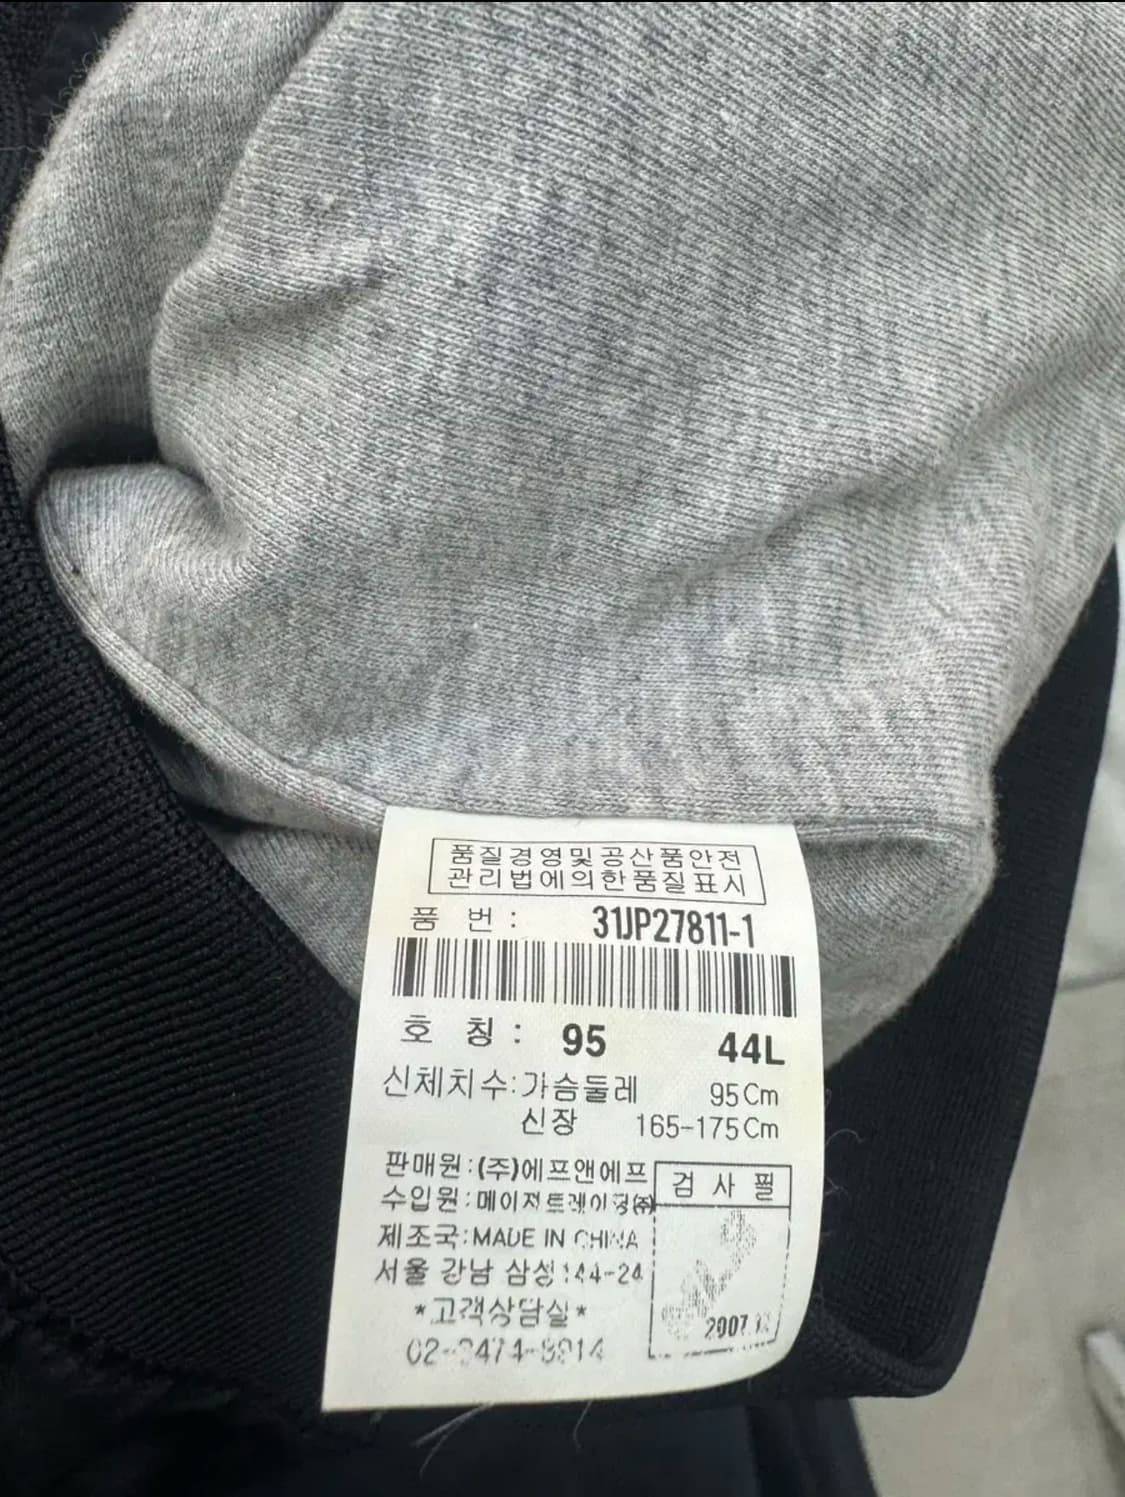 품질경영및공산품안전
관리법에의한품질표시
품 번 : 31JP27811-1
호 칭 : 95 44L
신체치수:가슴둘레 95Cm
신장 165-175Cm
판매원:(주)에프앤에프
수입원:메이저트레이딩(주)
검 사 필
제조국:MADE IN CHINA
서울 강남 삼성 144-24
*고객상담실*
2007.